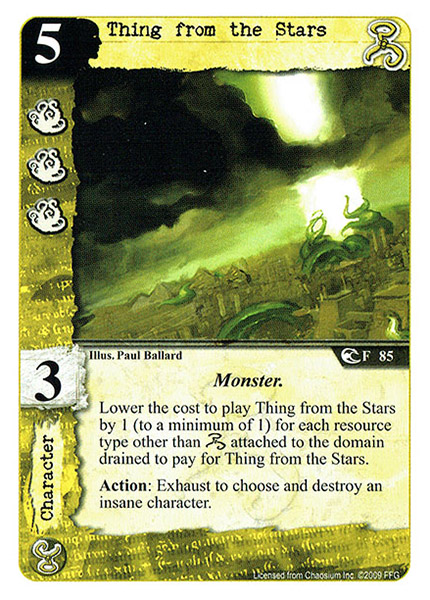 5
Thing from the Stars
Illus. Paul Ballard
F 85
3
Monster.
Lower the cost to play Thing from the Stars
by 1 (to a minimum of 1) for each resource
type other than attached to the domain
drained to pay for Thing from the Stars.
Action: Exhaust to choose and destroy an
insane character.
Character
Licensed from Chaosium Inc. ©2009 FFG